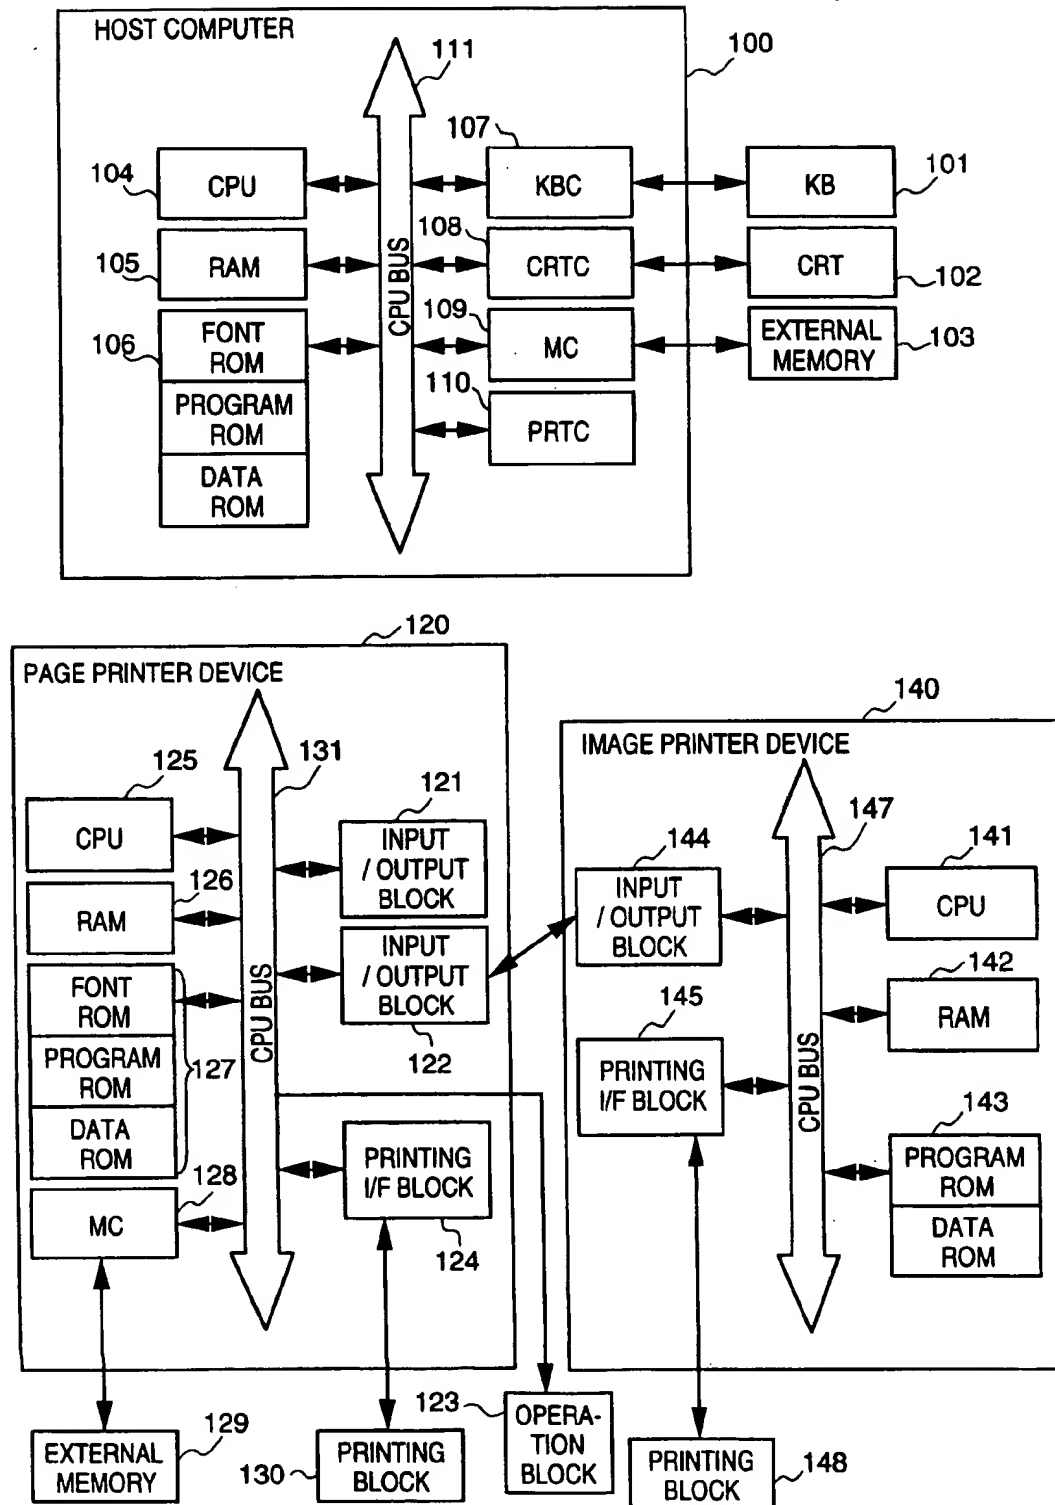 HOST COMPUTER
111
100
107
104
CPU
KBC
KB
101
108
105
RAM
CPU BUS
CRTC
CRT
102
109
106
FONT
ROM
MC
EXTERNAL
MEMORY
103
110
PROGRAM
ROM
PRTC
DATA
ROM
120
PAGE PRINTER DEVICE
140
IMAGE PRINTER DEVICE
125
131
121
147
141
CPU
INPUT
/ OUTPUT
BLOCK
144
INPUT
/ OUTPUT
BLOCK
CPU
126
RAM
INPUT
/ OUTPUT
BLOCK
122
142
RAM
FONT
ROM
CPU BUS
145
PROGRAM
ROM
127
PRINTING
I/F BLOCK
CPU BUS
DATA
ROM
PRINTING
I/F BLOCK
124
143
PROGRAM
ROM
128
MC
DATA
ROM
123
OPERA-
TION
BLOCK
EXTERNAL
MEMORY
129
130
PRINTING
BLOCK
PRINTING
BLOCK
148